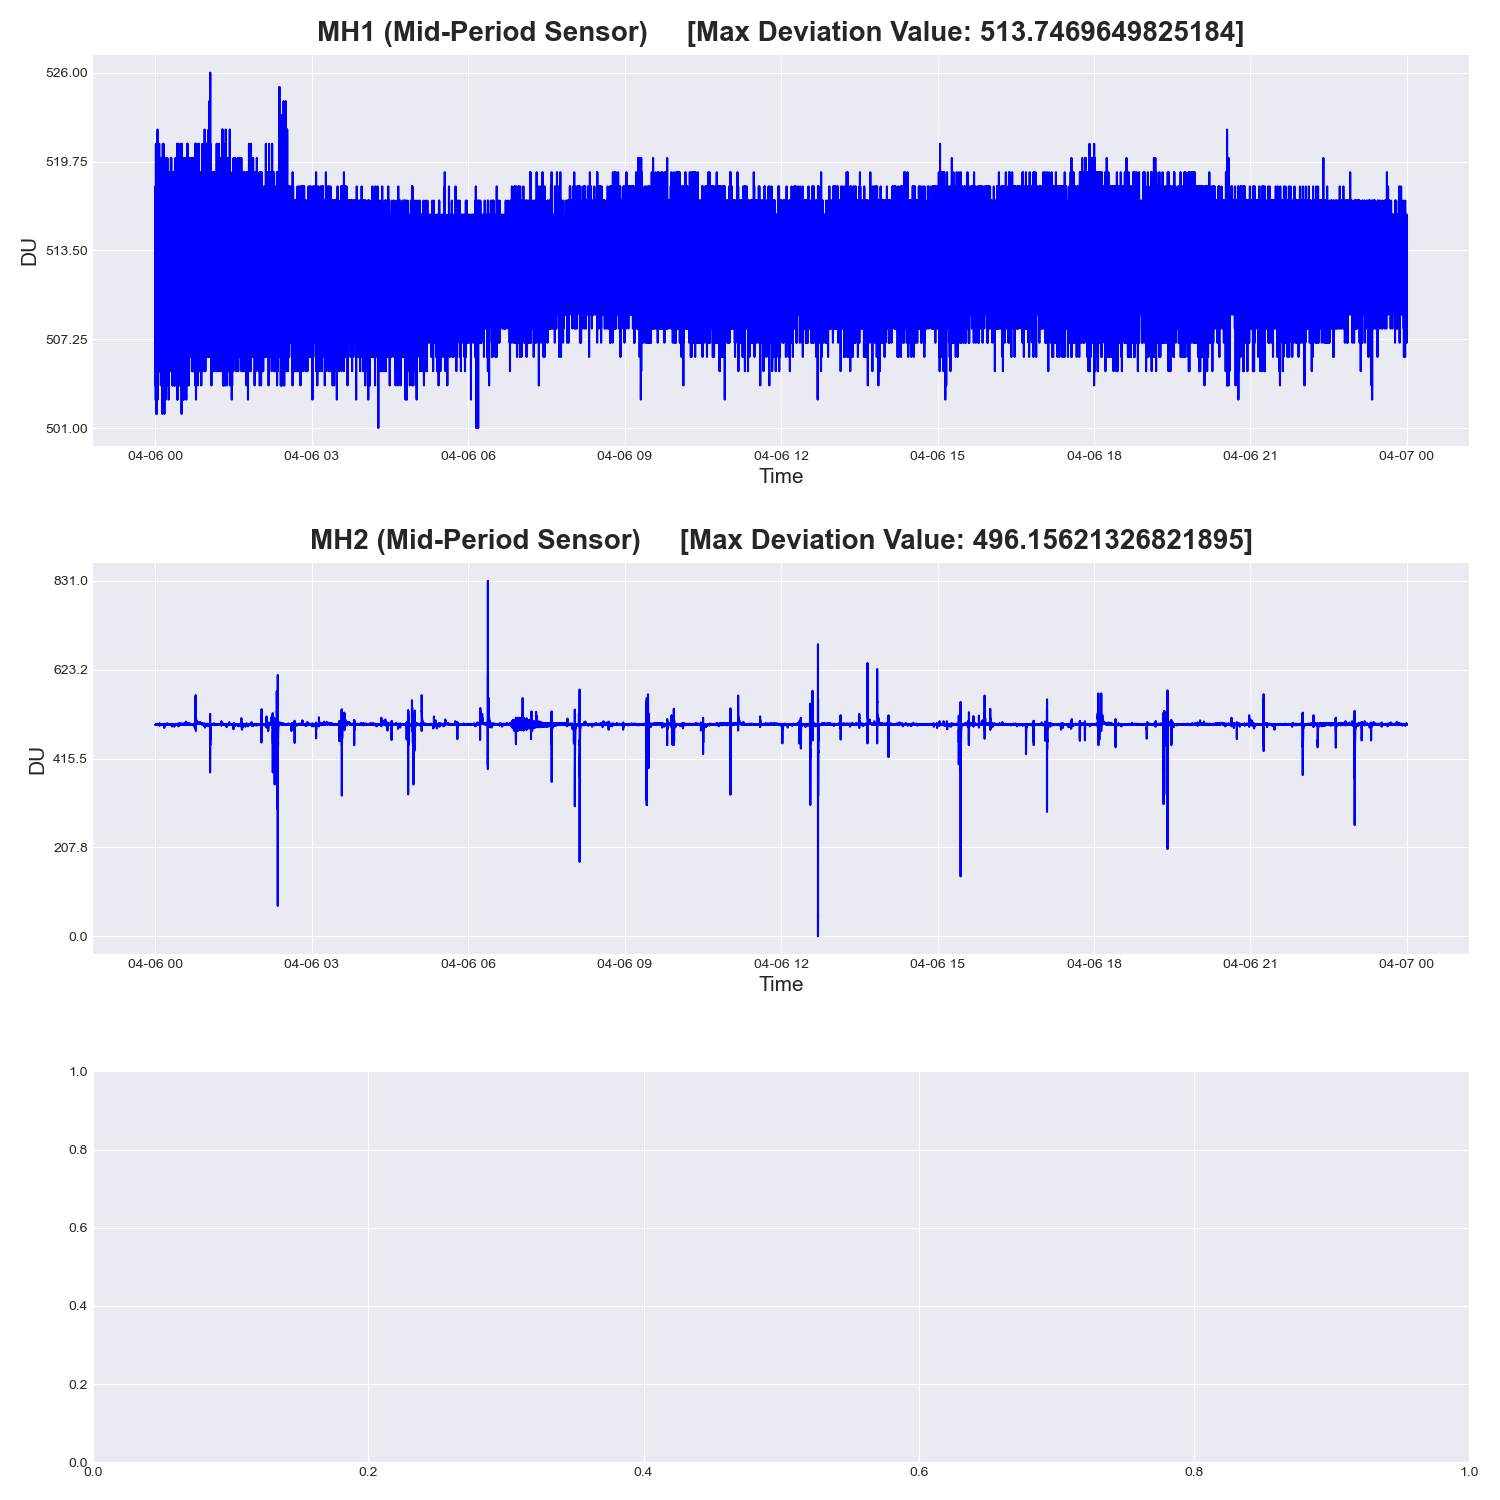 MH1 (Mid-Period Sensor) [Max Deviation Value: 513.7469649825184]
526.00
519.75
513.50
507.25
501.00
DU
04-06 00 04-06 03 04-06 06 04-06 09 04-06 12 04-06 15 04-06 18 04-06 21 04-07 00
Time
MH2 (Mid-Period Sensor) [Max Deviation Value: 496.15621326821895]
831.0
623.2
415.5
207.8
0.0
DU
04-06 00 04-06 03 04-06 06 04-06 09 04-06 12 04-06 15 04-06 18 04-06 21 04-07 00
Time
1.0
0.8
0.6
0.4
0.2
0.0
0.0 0.2 0.4 0.6 0.8 1.0